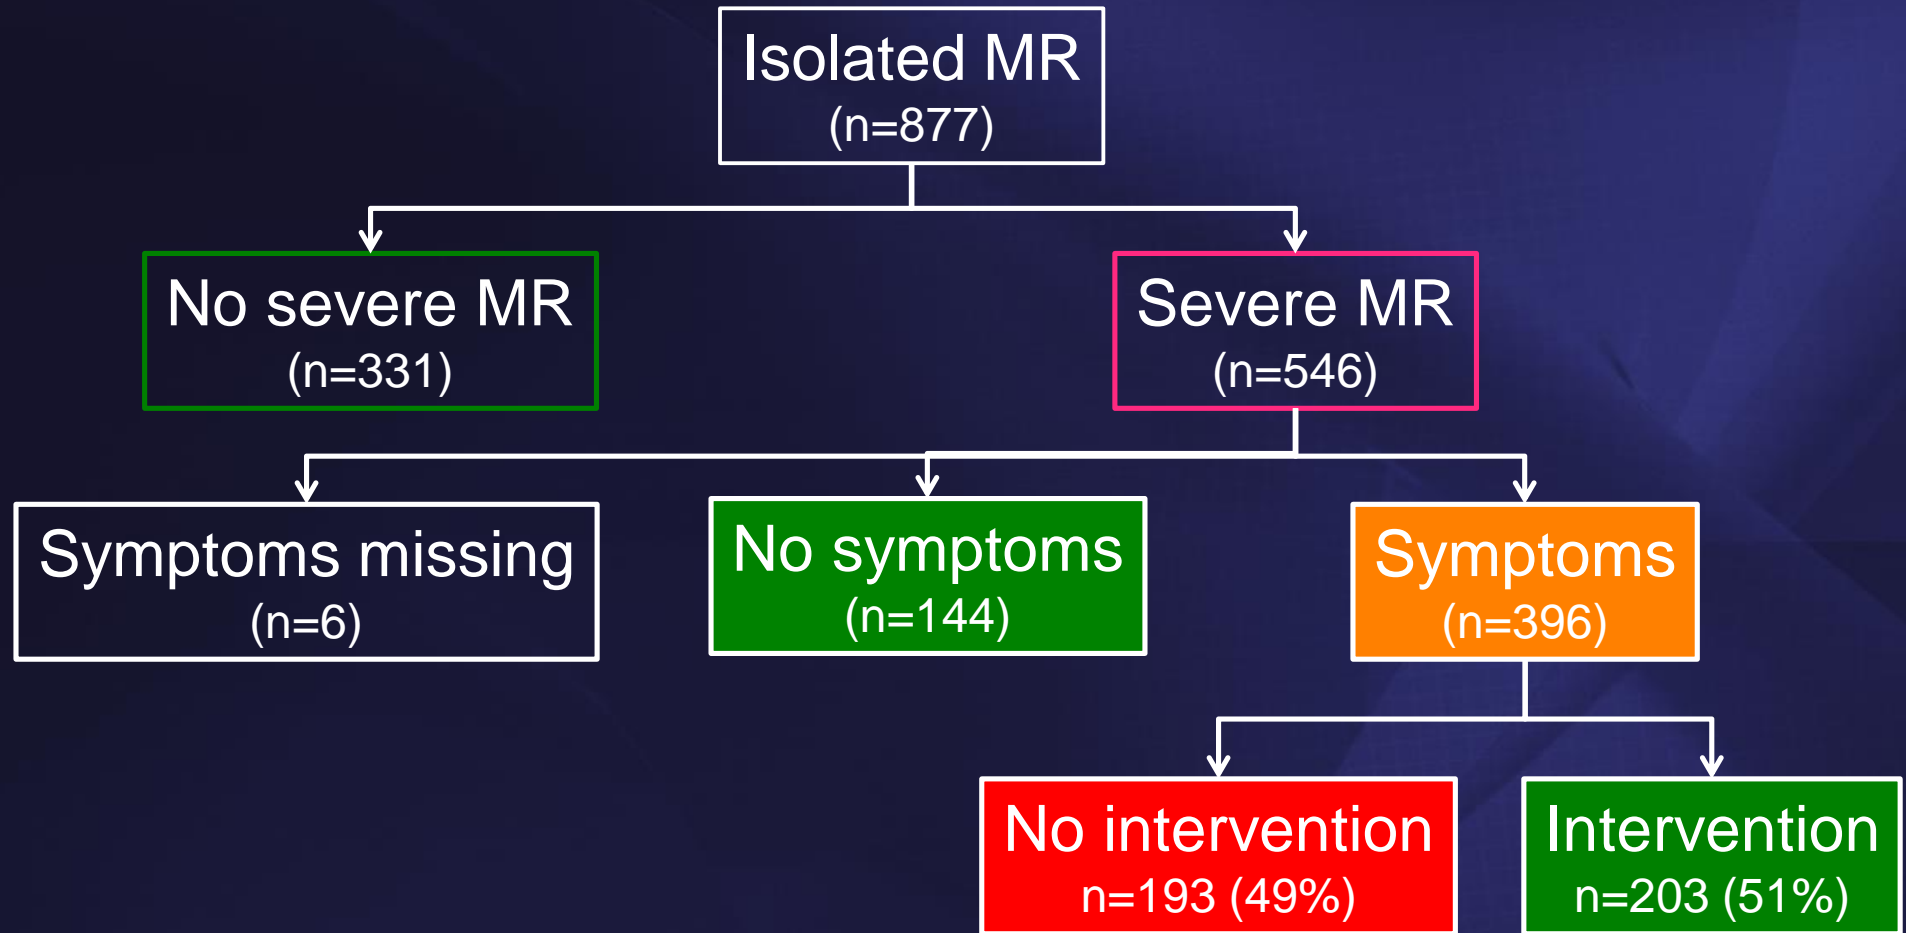 Isolated MR
(n=877)
No severe MR
(n=331)
Severe MR
(n=546)
Symptoms missing
(n=6)
No symptoms
(n=144)
Symptoms
(n=396)
No intervention
n=193 (49%)
Intervention
n=203 (51%)